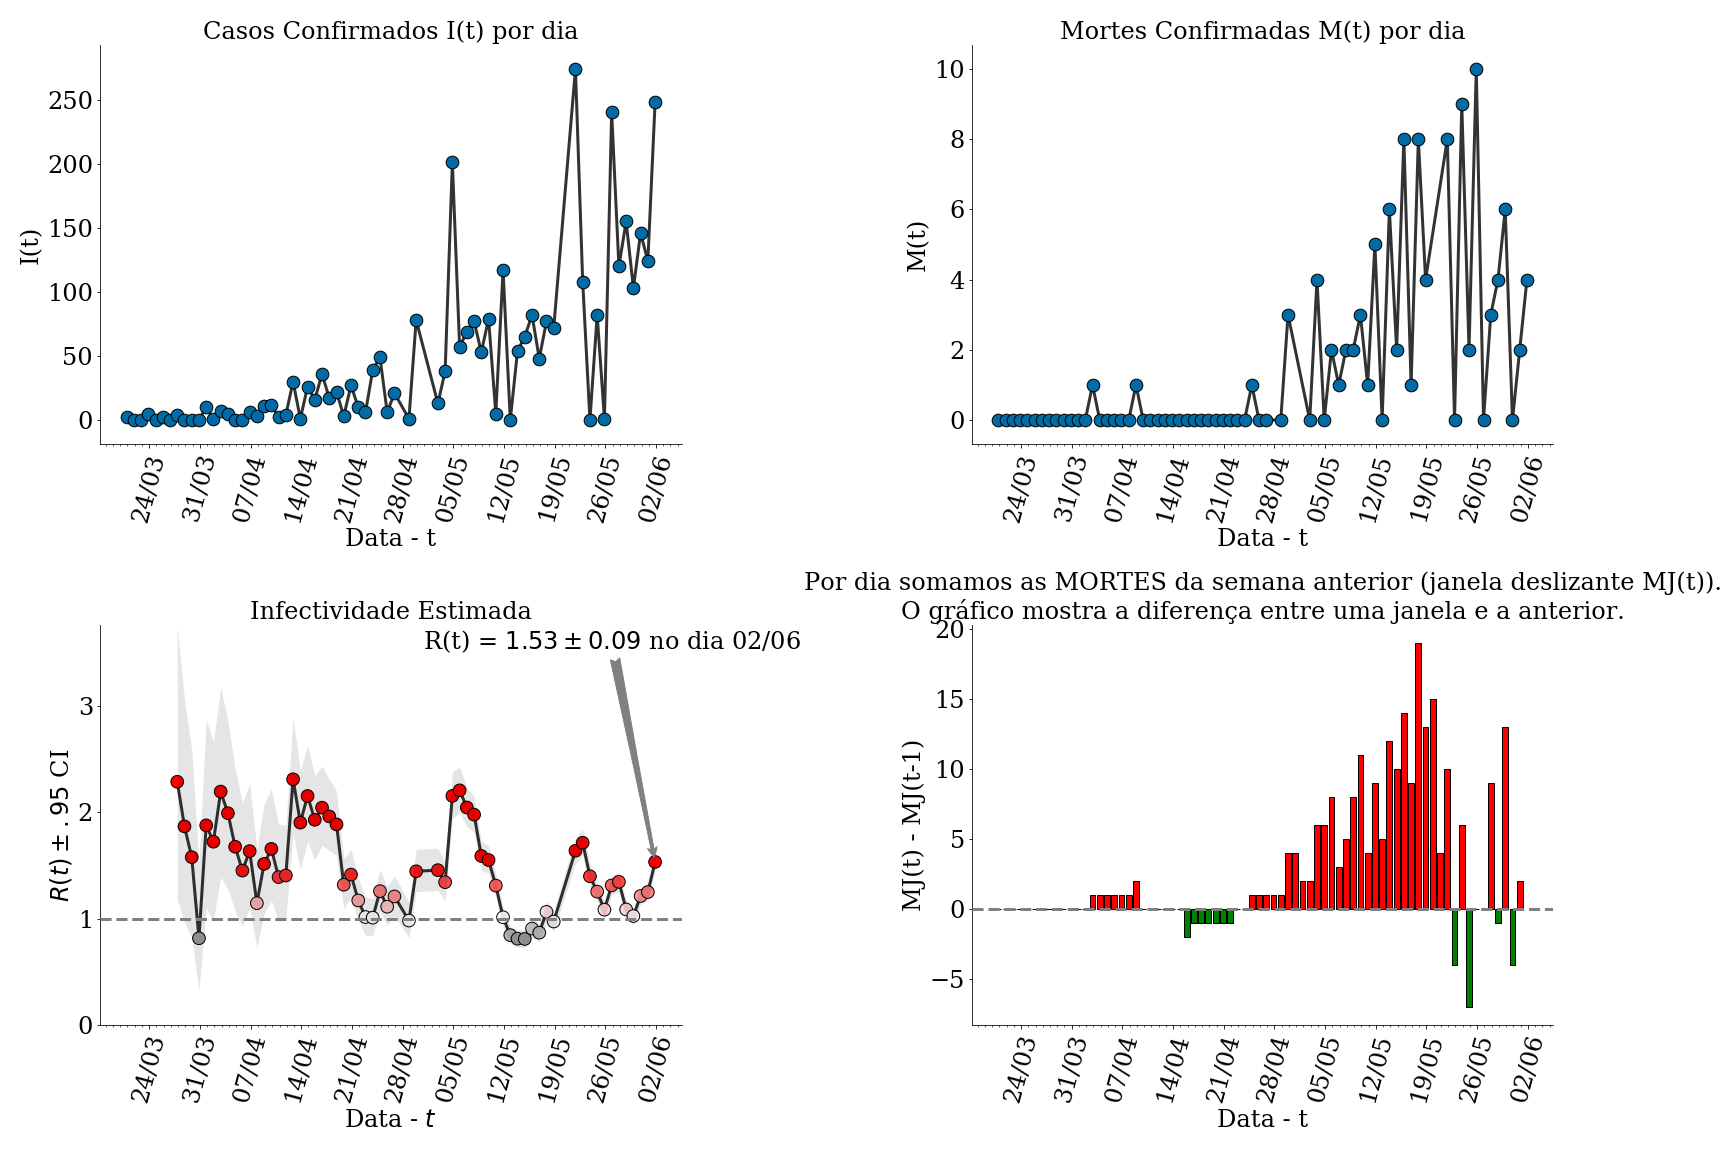 Casos Confirmados I(t) por dia
I(t)
250
200
150
100
50
0
24/03 31/03 07/04 14/04 21/04 28/04 05/05 12/05 19/05 26/05 02/06
Data - t
Mortes Confirmadas M(t) por dia
M(t)
10
8
6
4
2
0
24/03 31/03 07/04 14/04 21/04 28/04 05/05 12/05 19/05 26/05 02/06
Data - t
Infectividade Estimada
R(t) = 1.53 ± 0.09 no dia 02/06
R(t) ± .95 CI
3
2
1
0
24/03 31/03 07/04 14/04 21/04 28/04 05/05 12/05 19/05 26/05 02/06
Data - t
Por dia somamos as MORTES da semana anterior (janela deslizante MJ(t)).
O gráfico mostra a diferença entre uma janela e a anterior.
MJ(t) - MJ(t-1)
20
15
10
5
0
−5
24/03 31/03 07/04 14/04 21/04 28/04 05/05 12/05 19/05 26/05 02/06
Data - t